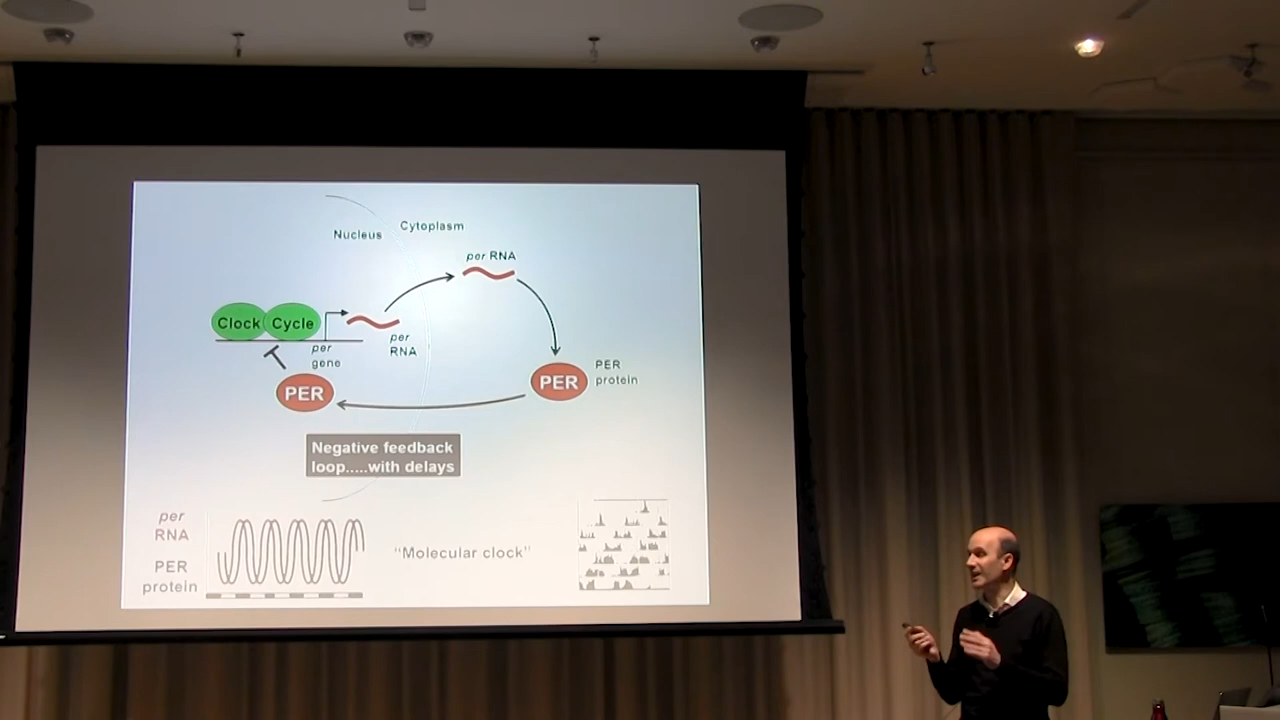 Nucleus
Cytoplasm
per RNA
Clock
Cycle
per
RNA
per
gene
PER
PER
PER
protein
Negative feedback
loop.....with delays
per
RNA
PER
protein
“Molecular clock”